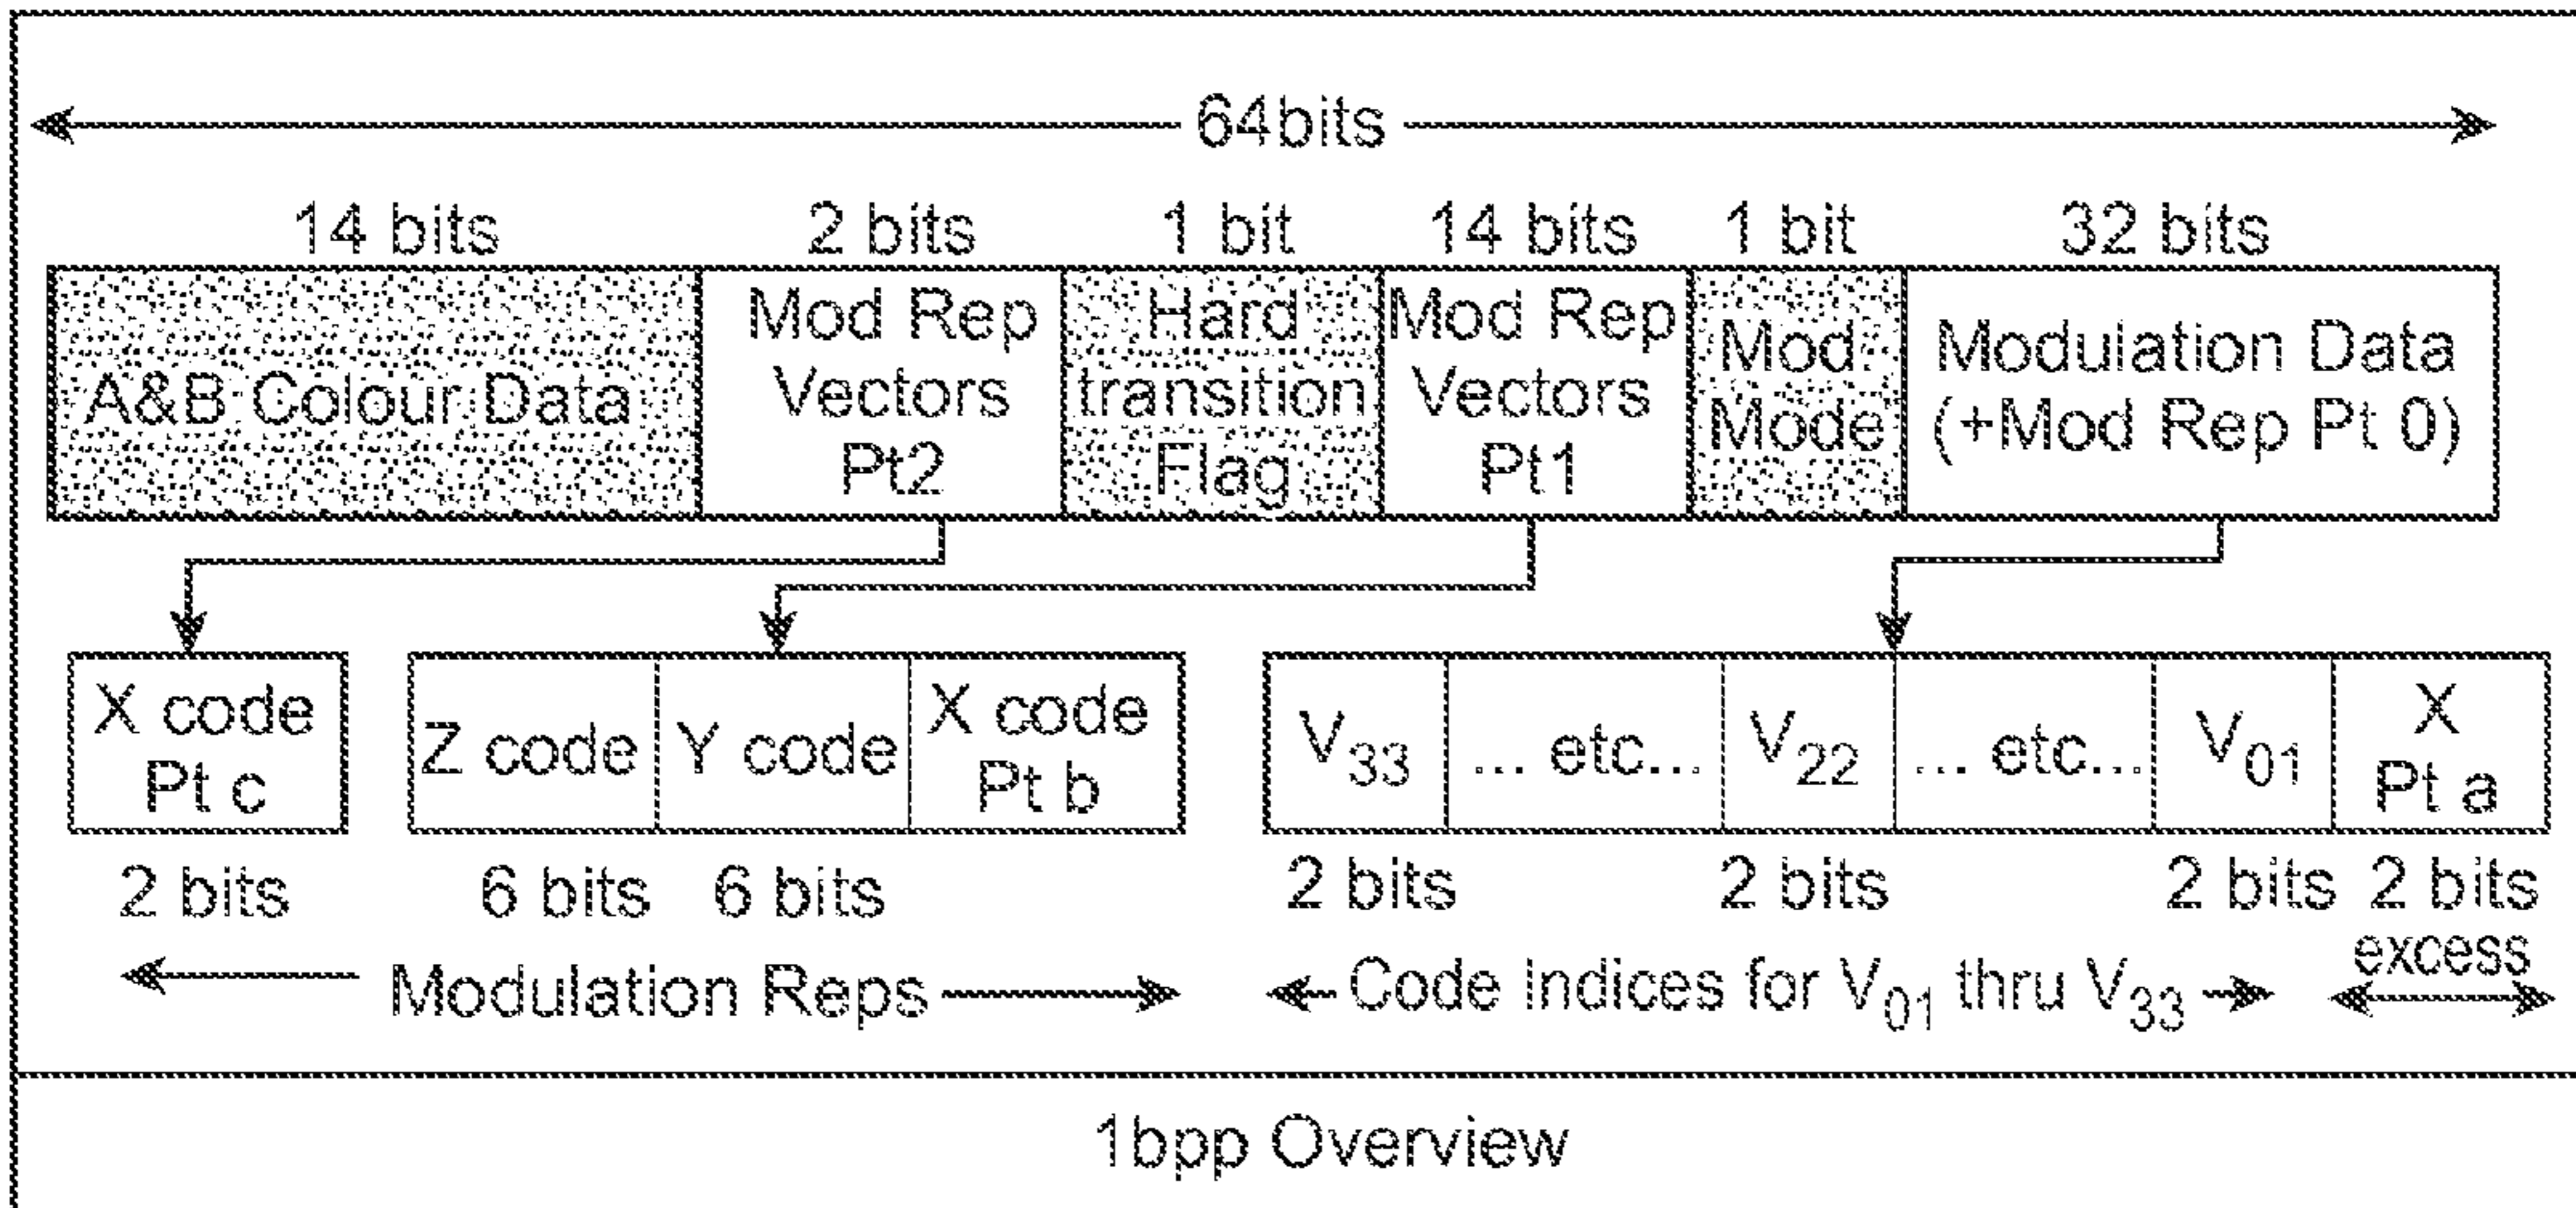 64bits
14 bits 2 bits 1 bit 14 bits 1 bit 32 bits
A&B Colour Data
Mod Rep
Vectors
Pt2
Hard
transition
Flag
Mod Rep
Vectors
Pt1
Mod
Mode
Modulation Data
(+Mod Rep Pt 0)
X code
Pt c
Z code
Y code
X code
Pt b
V33
... etc...
V22
... etc...
V01
X
Pt a
2 bits 6 bits 6 bits 2 bits 2 bits 2 bits 2 bits
Modulation Reps
Code Indices for V01 thru V33
excess
1bpp Overview